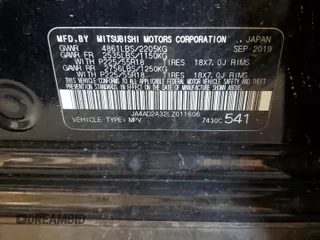 MFD.BY MITSUBISHI MOTORS CORPORATION, JAPAN
GVWR 4861LBS/2205KG SEP 2019
GAWR FR 2535LBS/1150KG
WITH P225/55R18 TIRES 18X7.0J RIMS
GAWR RR 2756LBS/1250KG
WITH P225/55R18 TIRES 18X7.0J RIMS
JA4AD2A32LZ011606
VEHICLE TYPE: MPV 7430C 541
DREAMBID